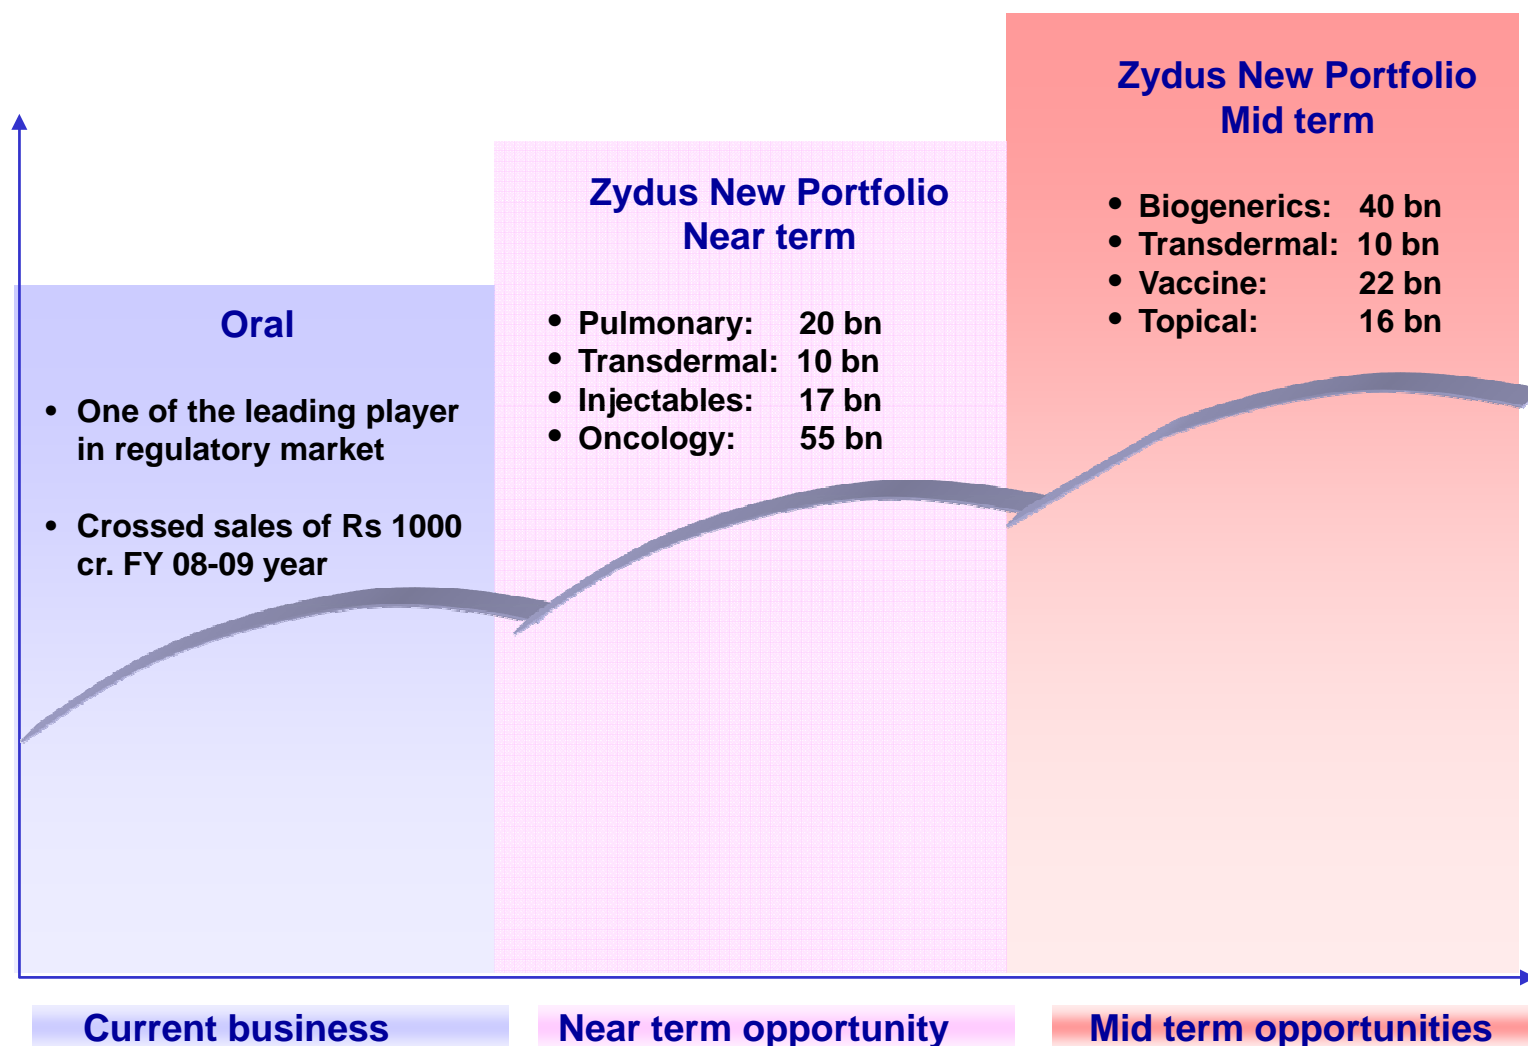 Oral
• One of the leading player
in regulatory market
• Crossed sales of Rs 1000
cr. FY 08-09 year
Zydus New Portfolio
Near term
• Pulmonary: 20 bn
• Transdermal: 10 bn
• Injectables: 17 bn
• Oncology: 55 bn
Zydus New Portfolio
Mid term
• Biogenerics: 40 bn
• Transdermal: 10 bn
• Vaccine: 22 bn
• Topical: 16 bn
Current business
Near term opportunity
Mid term opportunities